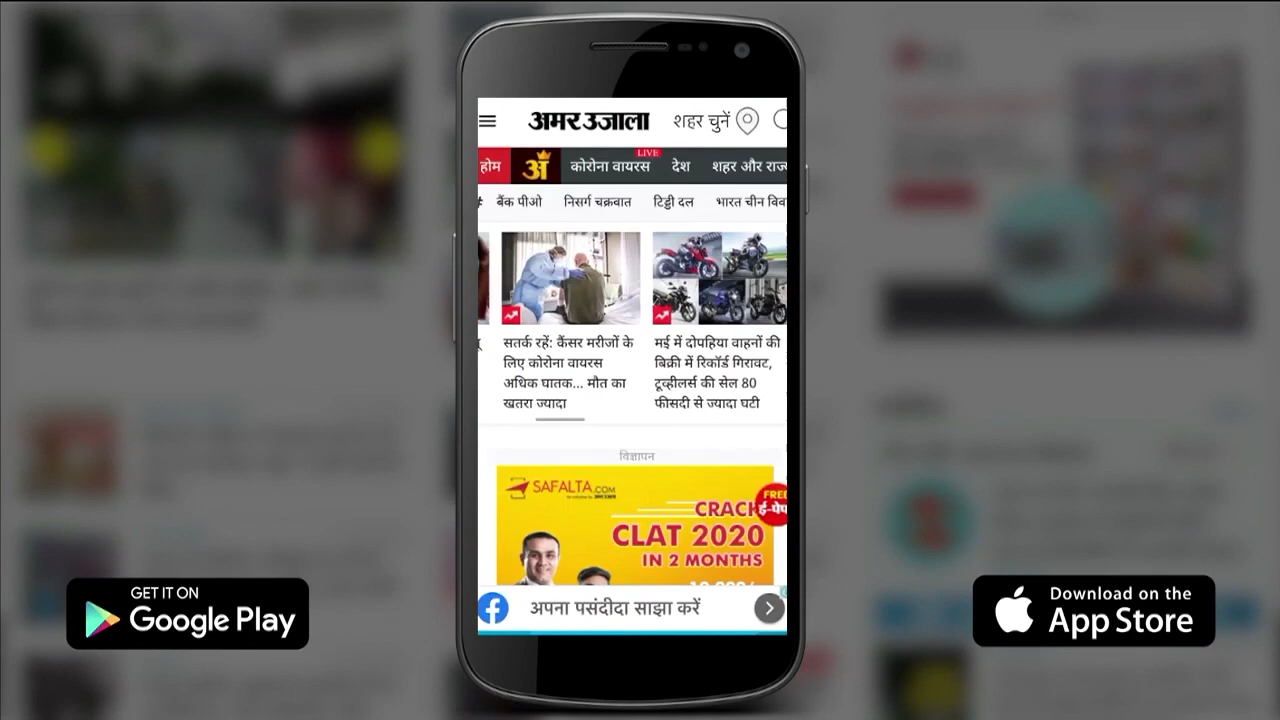 अमर उजाला
शहर चुनें
LIVE
होम
अ
कोरोना वायरस
देश
शहर और राज्
बैंक पीओ
निसर्ग चक्रवात
टिड्डी दल
भारत चीन विवा
सतर्क रहें: कैंसर मरीजों के
लिए कोरोना वायरस
अधिक घातक... मौत का
खतरा ज्यादा
मई में दोपहिया वाहनों की
बिक्री में रिकॉर्ड गिरावट,
टूव्हीलर्स की सेल 80
फीसदी से ज्यादा घटी
विज्ञापन
SAFALTA.COM
CRACK
CLAT 2020
IN 2 MONTHS
FREE
ई-पेप
अपना पसंदीदा साझा करें
GET IT ON
Google Play
Download on the
App Store